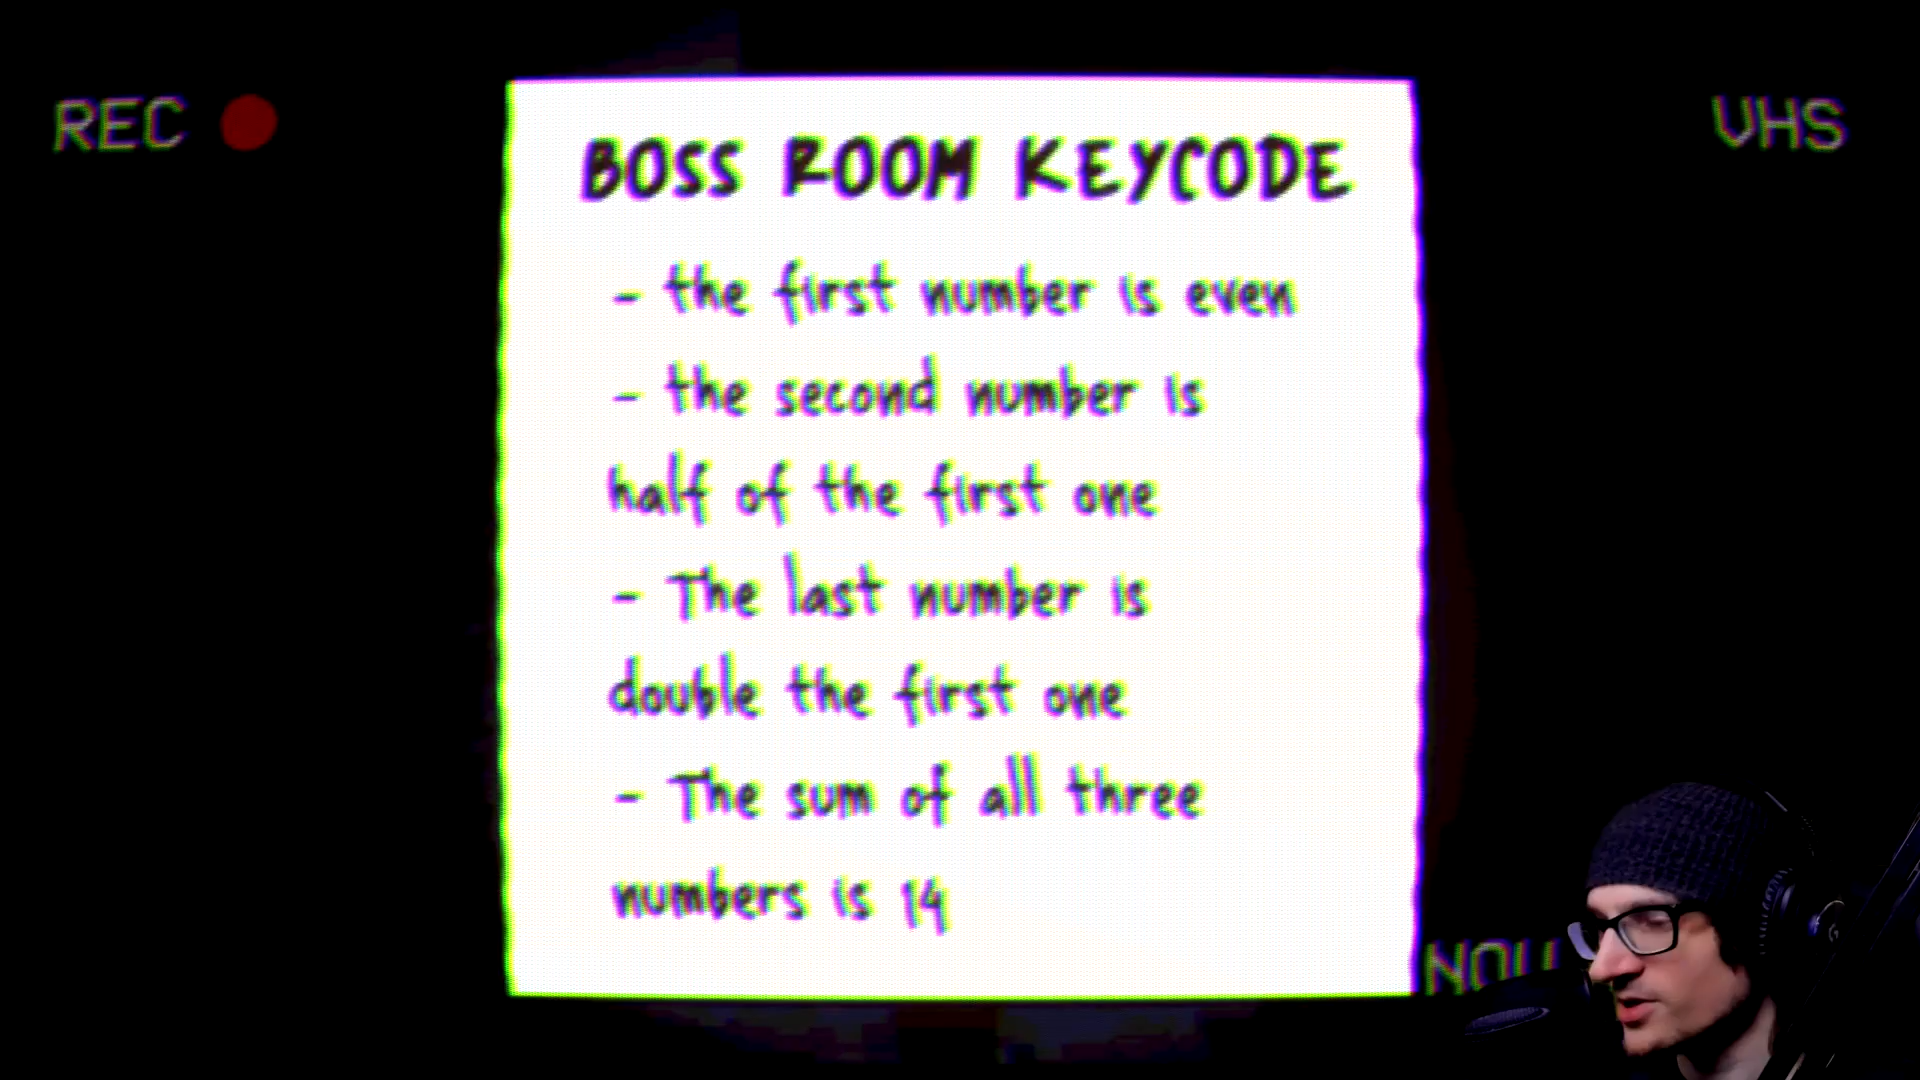 REC
VHS
BOSS ROOM KEYCODE
- the first number is even
- the second number is
half of the first one
- The last number is
double the first one
- The sum of all three
numbers is 14
NOV